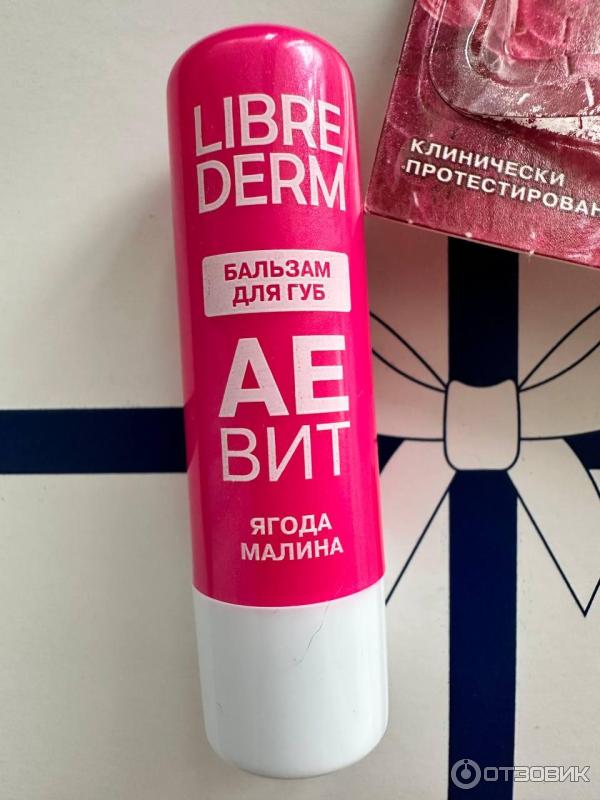 LIBRE
DERM
БАЛЬЗАМ
ДЛЯ ГУБ
АЕ
ВИТ
ЯГОДА
МАЛИНА
КЛИНИЧЕСКИ
ПРОТЕСТИРОВАН
ОТЗОВИК